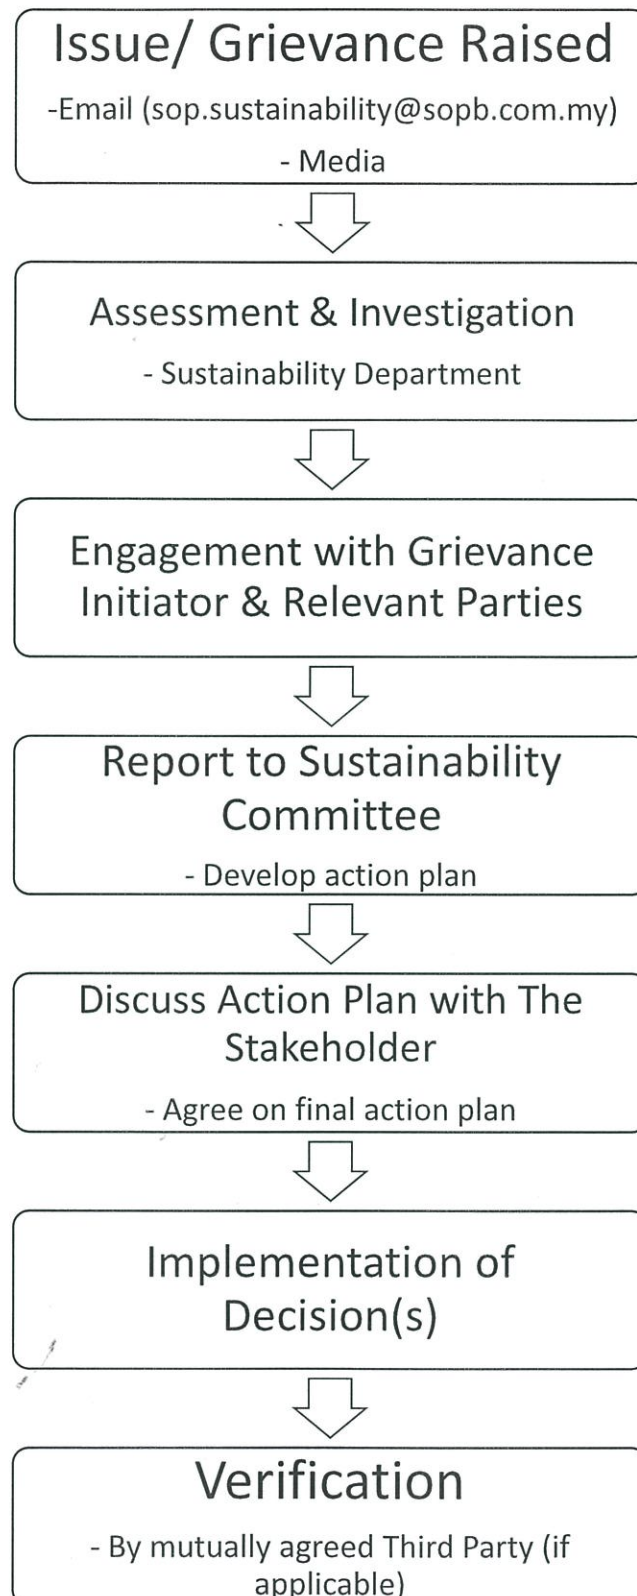 Issue/ Grievance Raised
-Email (sop.sustainability@sopb.com.my)
- Media
Assessment & Investigation
- Sustainability Department
Engagement with Grievance
Initiator & Relevant Parties
Report to Sustainability
Committee
- Develop action plan
Discuss Action Plan with The
Stakeholder
- Agree on final action plan
Implementation of
Decision(s)
Verification
- By mutually agreed Third Party (if
applicable)